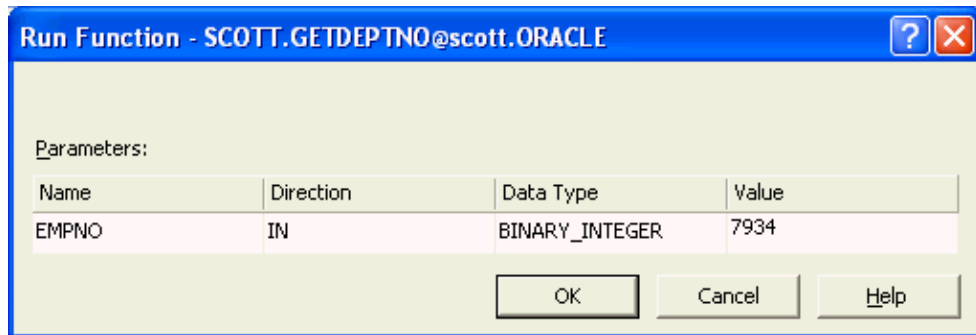 Run Function - SCOTT.GETDEPTNO@scott.ORACLE
Parameters:
Name Direction Data Type Value
EMPNO IN BINARY_INTEGER 7934
OK Cancel Help